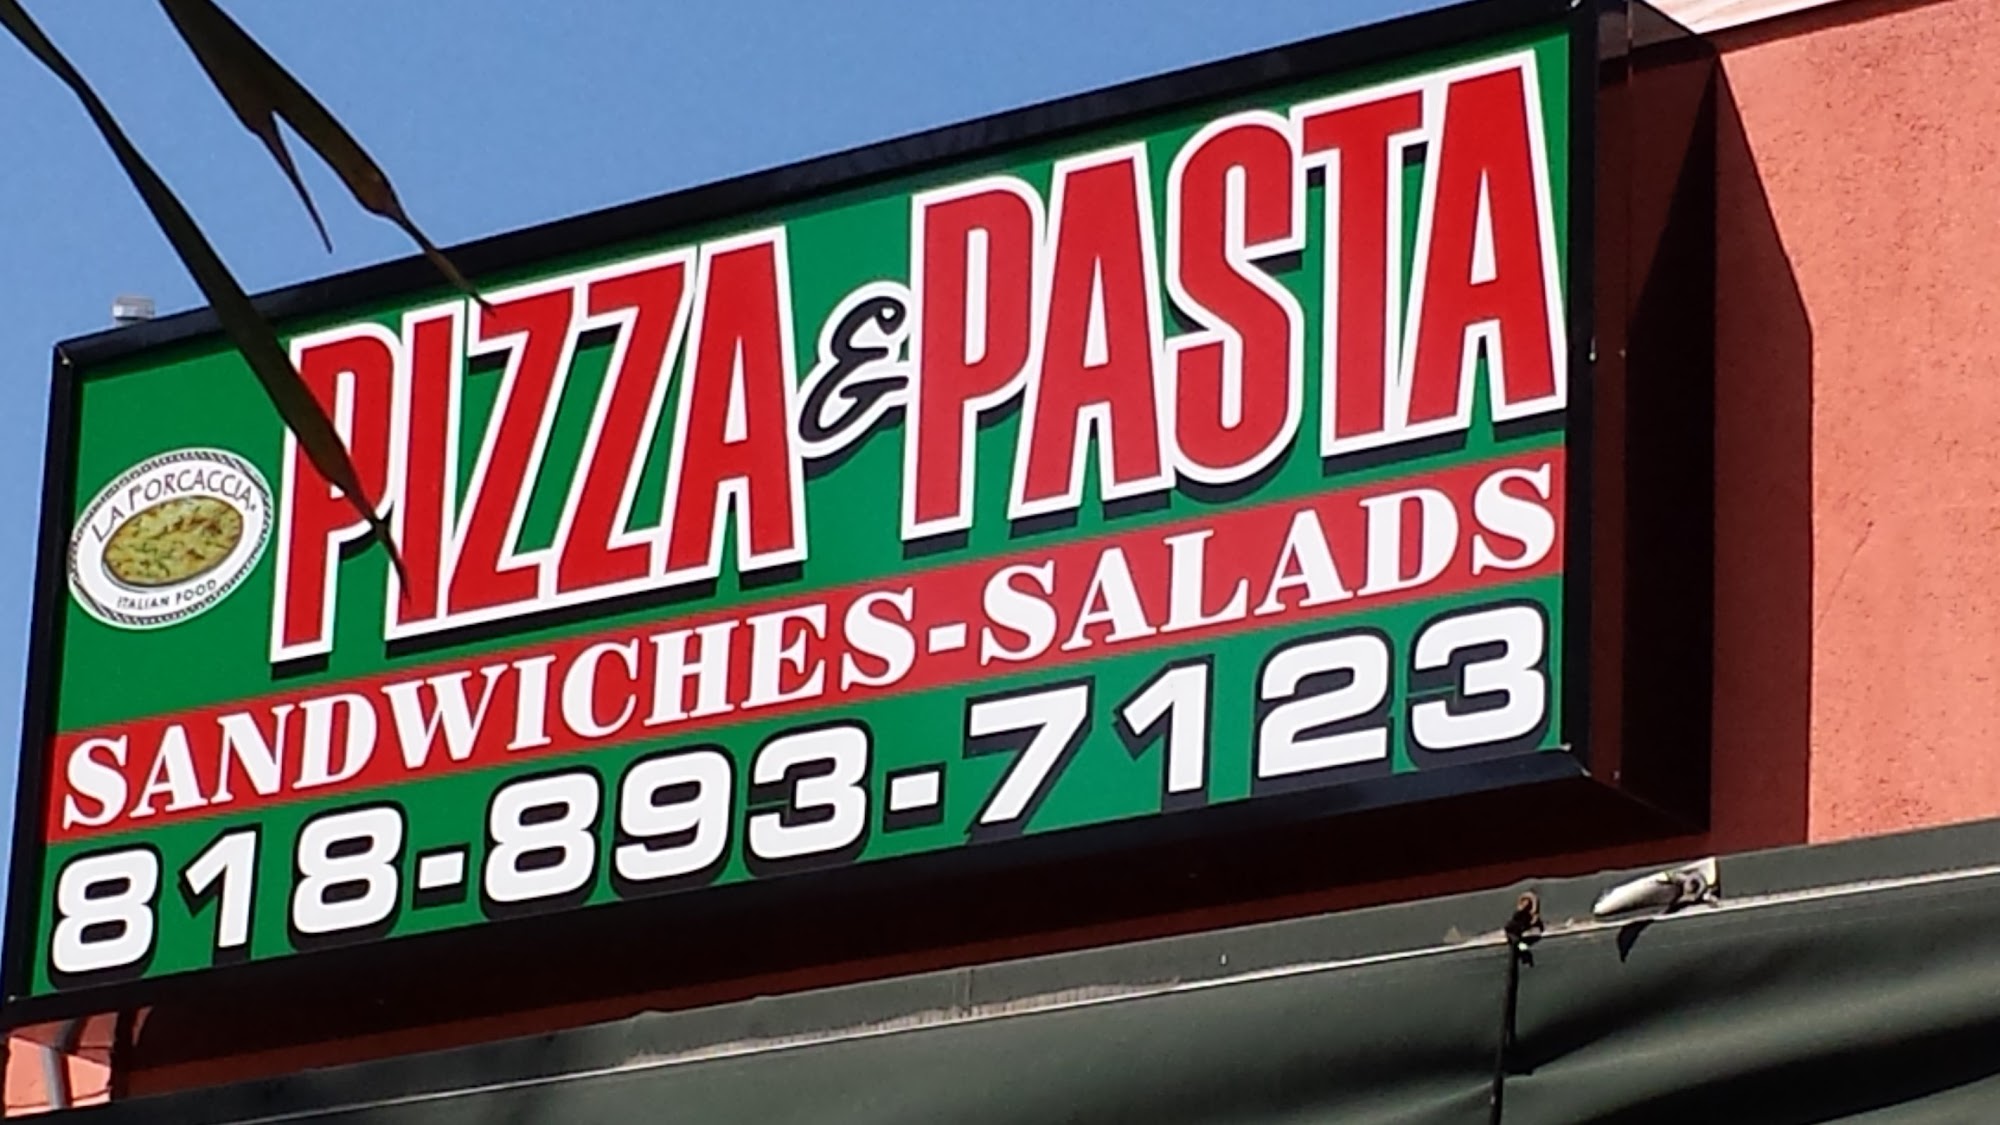 PIZZA & PASTA
LA FORCACCIA
ITALIAN FOOD
SANDWICHES-SALADS
818-893-7123